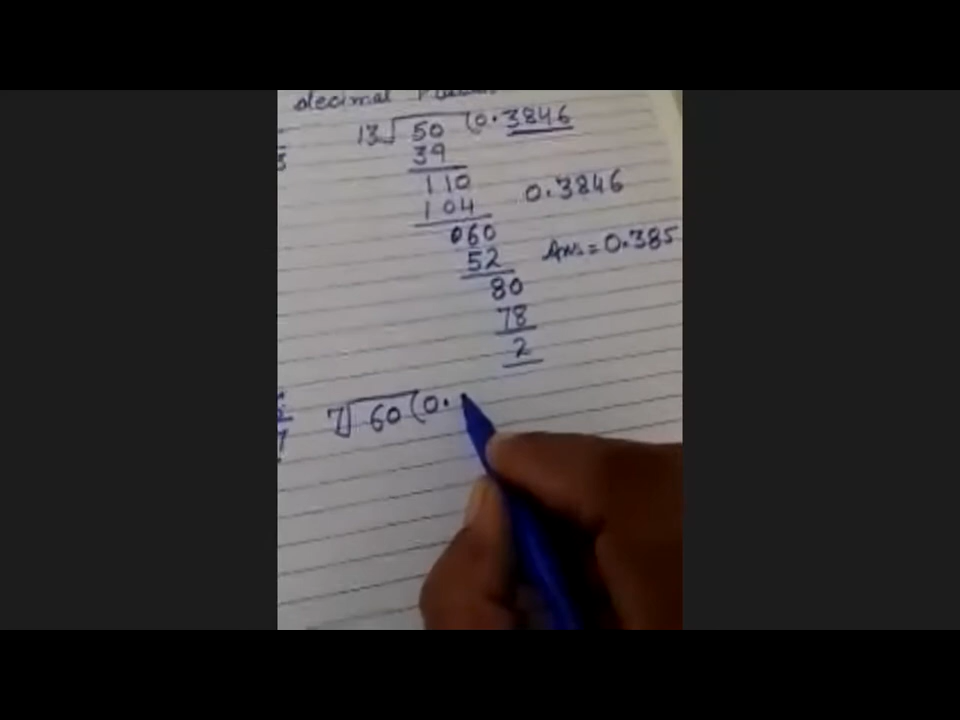 decimal
13 50 (0.3846
39
110
104 0.3846
060
52 Ans. = 0.385
80
78
2
7 60 (0.